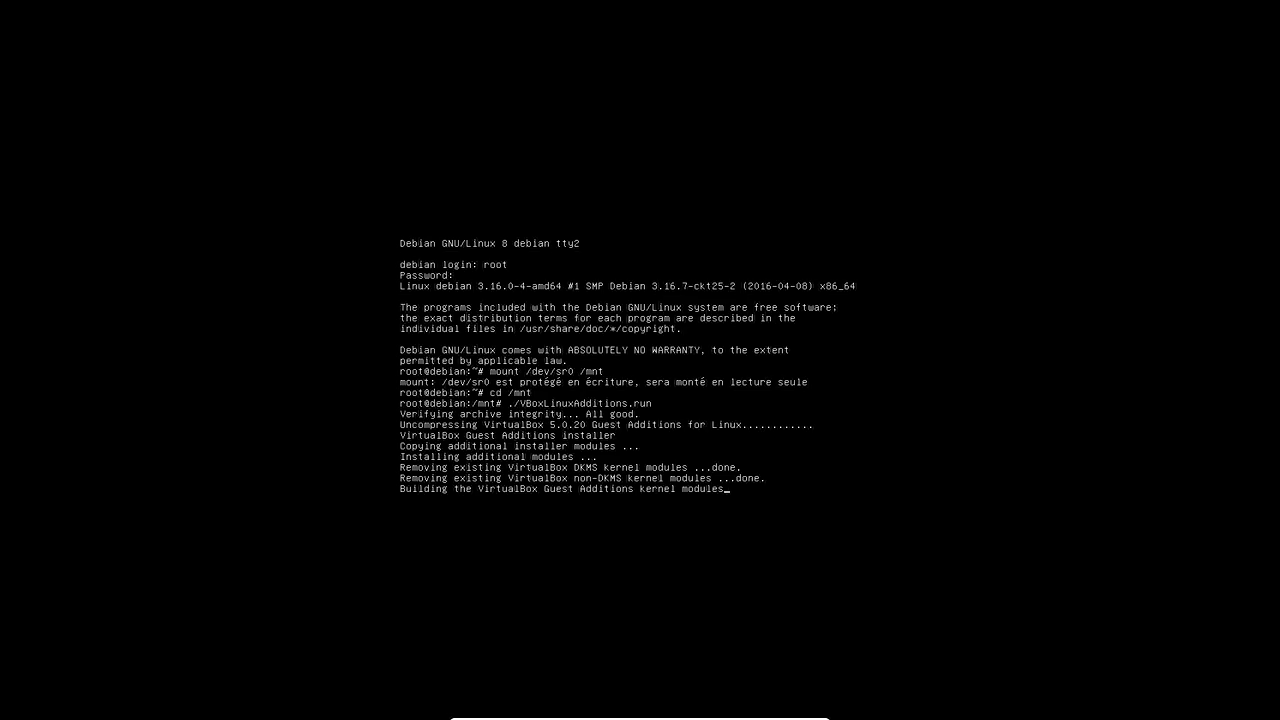 Debian GNU/Linux 8 debian tty2
debian login: root
Password:
Linux debian 3.16.0-4-amd64 #1 SMP Debian 3.16.7-ckt25-2 (2016-04-08) x86_64
The programs included with the Debian GNU/Linux system are free software;
the exact distribution terms for each program are described in the
individual files in /usr/share/doc/*/copyright.
Debian GNU/Linux comes with ABSOLUTELY NO WARRANTY, to the extent
permitted by applicable law.
root@debian:~# mount /dev/sr0 /mnt
mount: /dev/sr0 est protégé en écriture, sera monté en lecture seule
root@debian:~# cd /mnt
root@debian:/mnt# ./VBoxLinuxAdditions.run
Verifying archive integrity... All good.
Uncompressing VirtualBox 5.0.20 Guest Additions for Linux............
VirtualBox Guest Additions installer
Copying additional installer modules ...
Installing additional modules ...
Removing existing VirtualBox DKMS kernel modules ...done.
Removing existing VirtualBox non-DKMS kernel modules ...done.
Building the VirtualBox Guest Additions kernel modules_